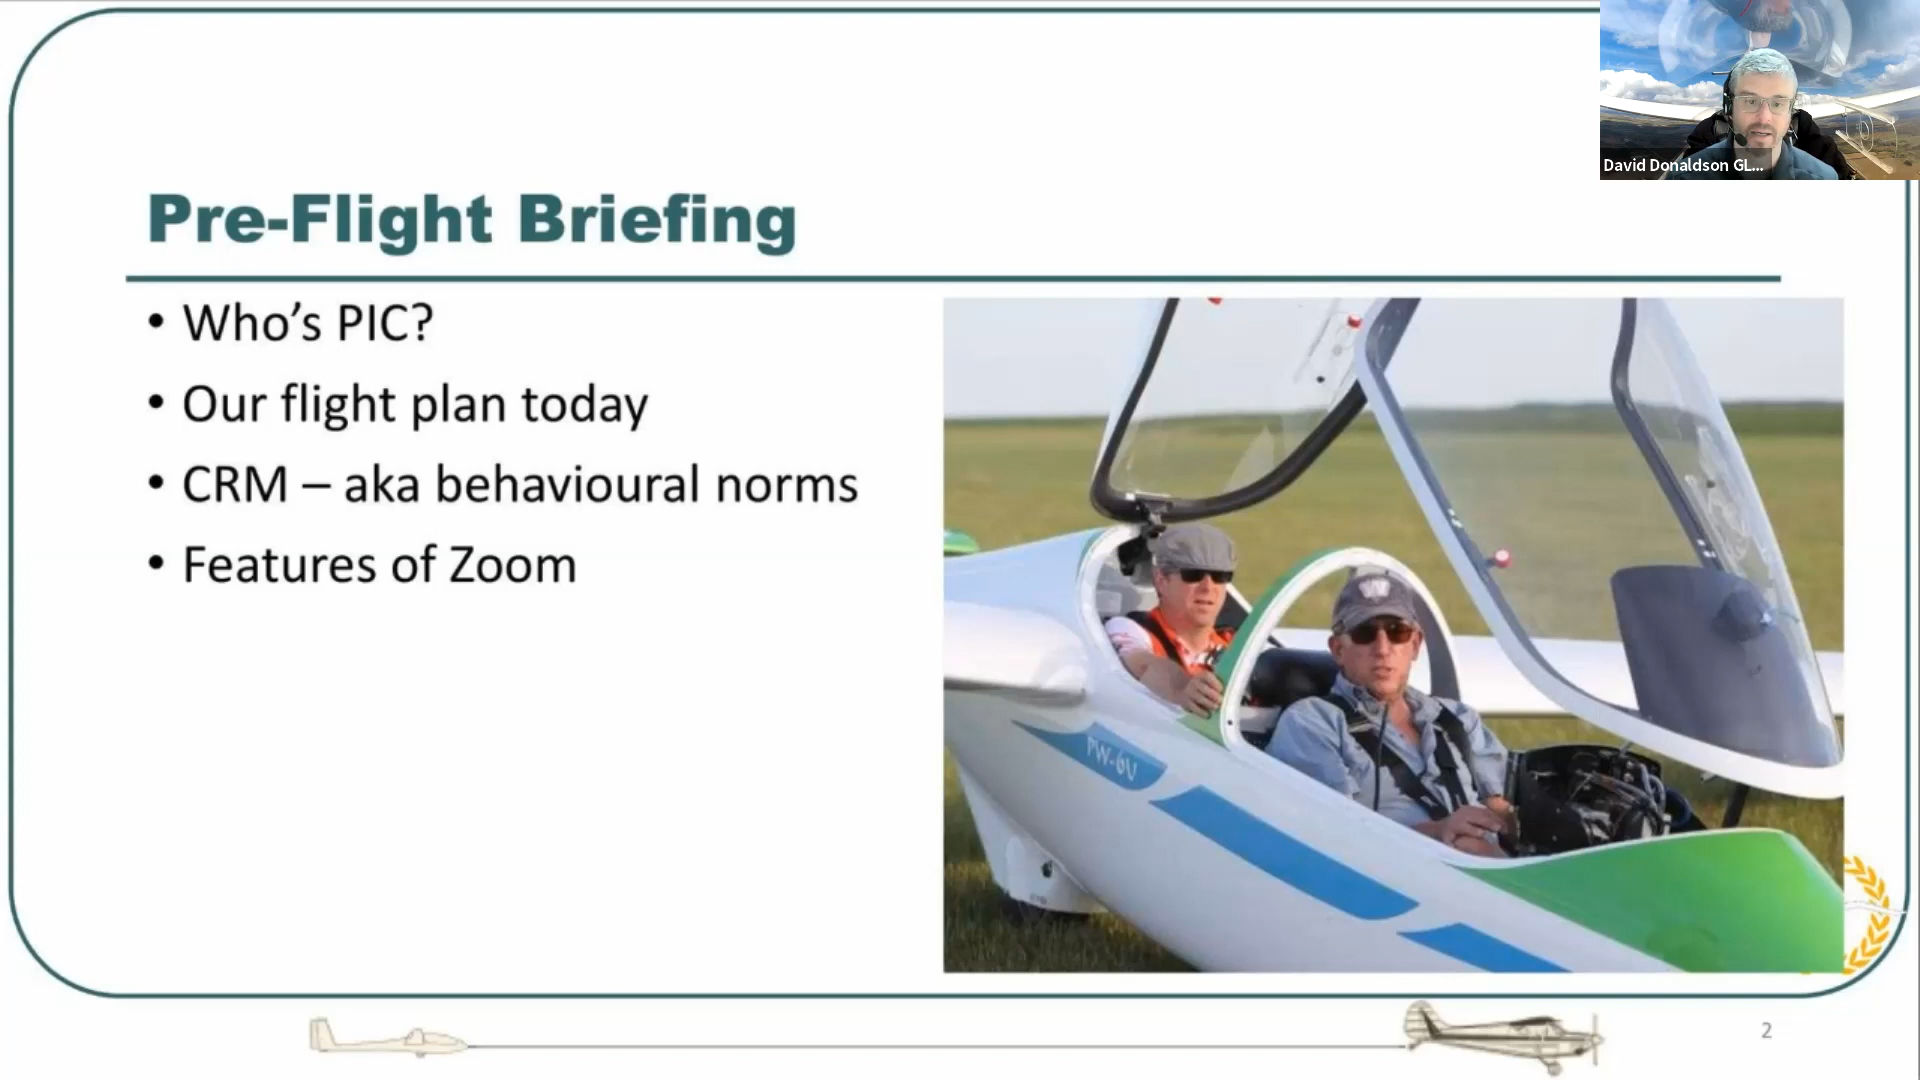 David Donaldson GL...
Pre-Flight Briefing
• Who’s PIC?
• Our flight plan today
• CRM – aka behavioural norms
• Features of Zoom
PW-6U
2